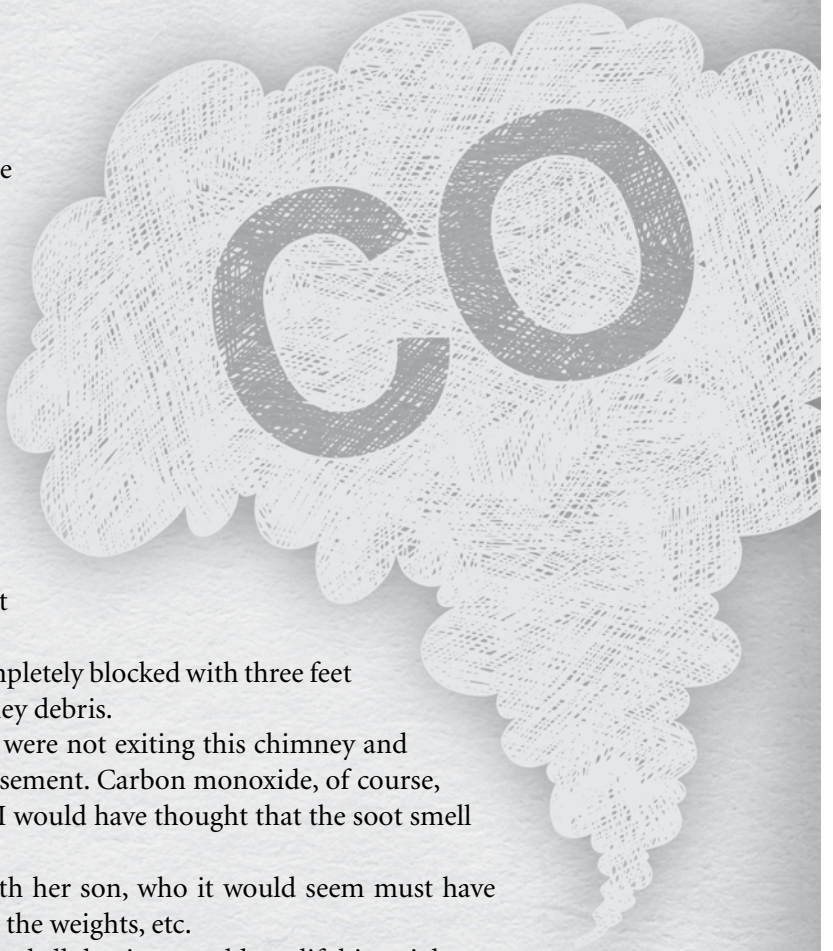 e
CO
t
pletely blocked with three feet
ey debris.
were not exiting this chimney and
sement. Carbon monoxide, of course,
I would have thought that the soot smell
th her son, who it would seem must have
the weights, etc.